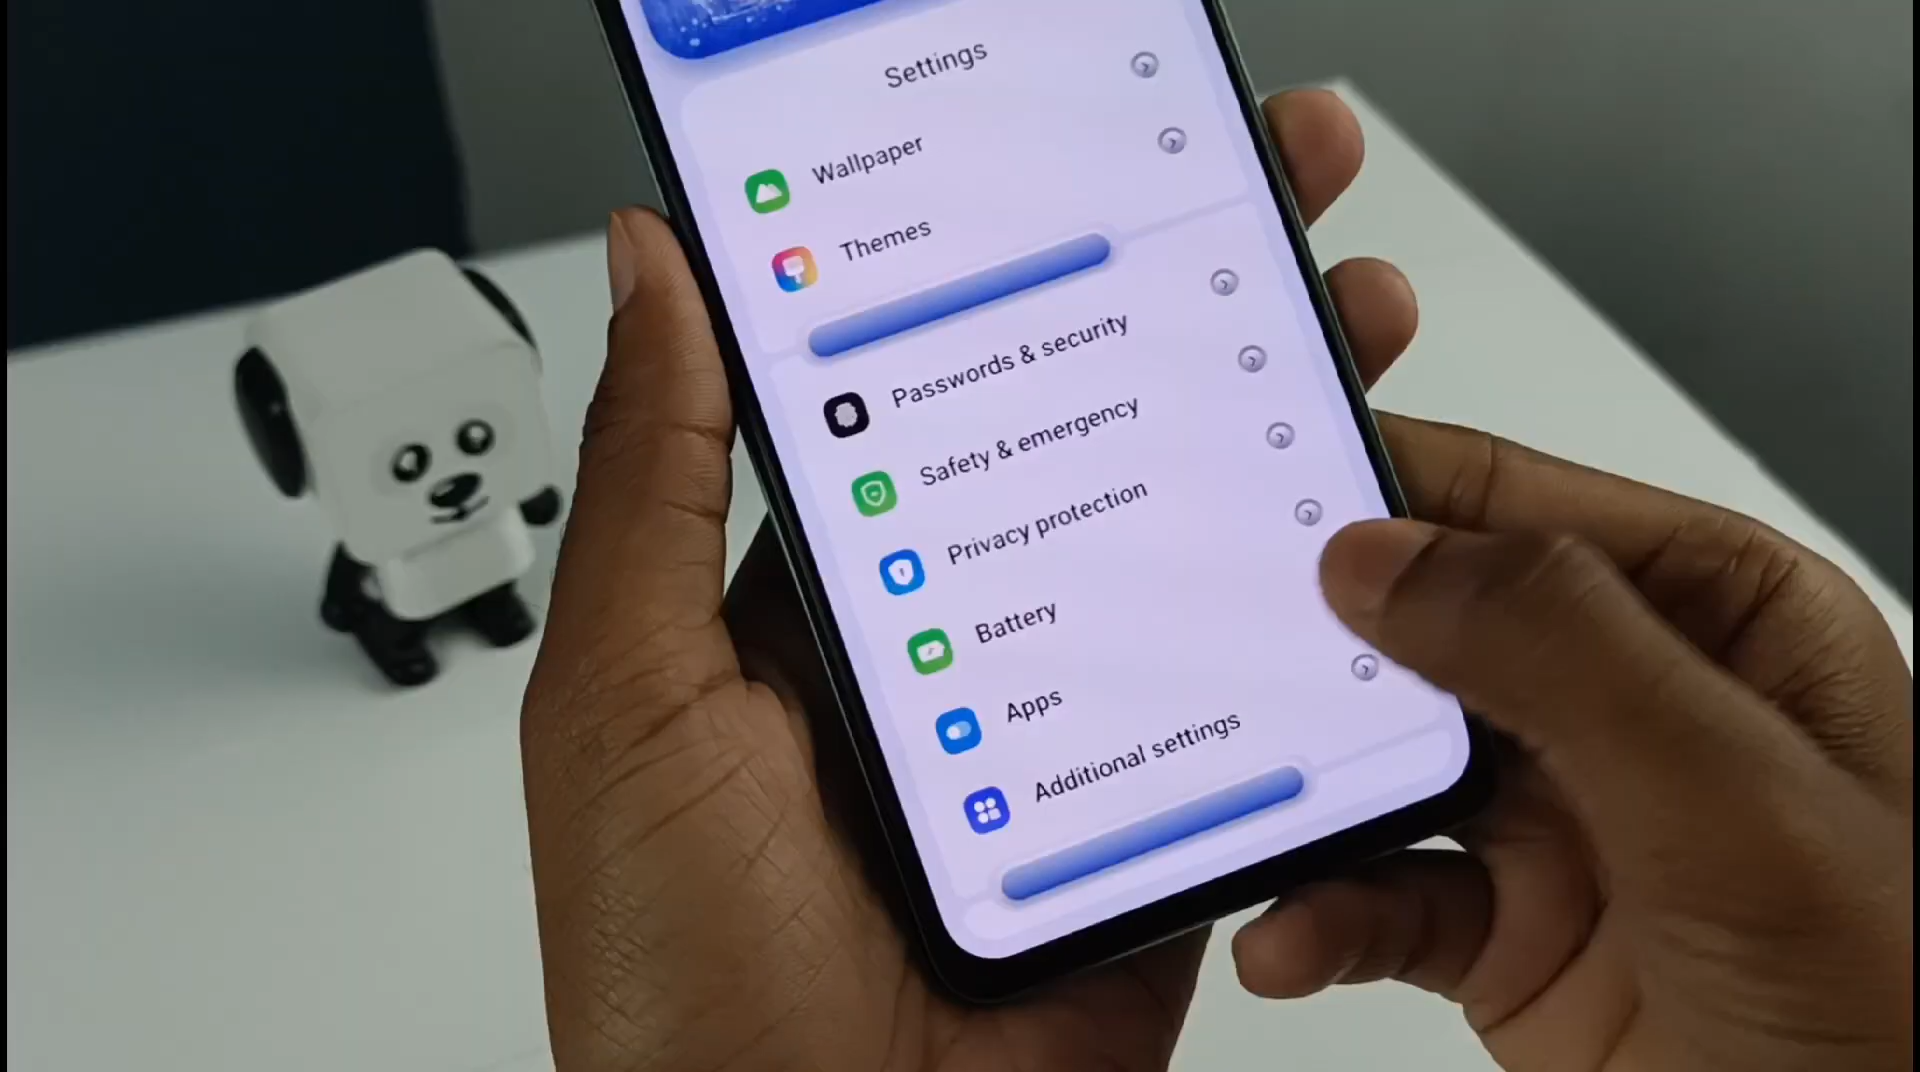 Settings
Wallpaper
Themes
Passwords & security
Safety & emergency
Privacy protection
Battery
Apps
Additional settings